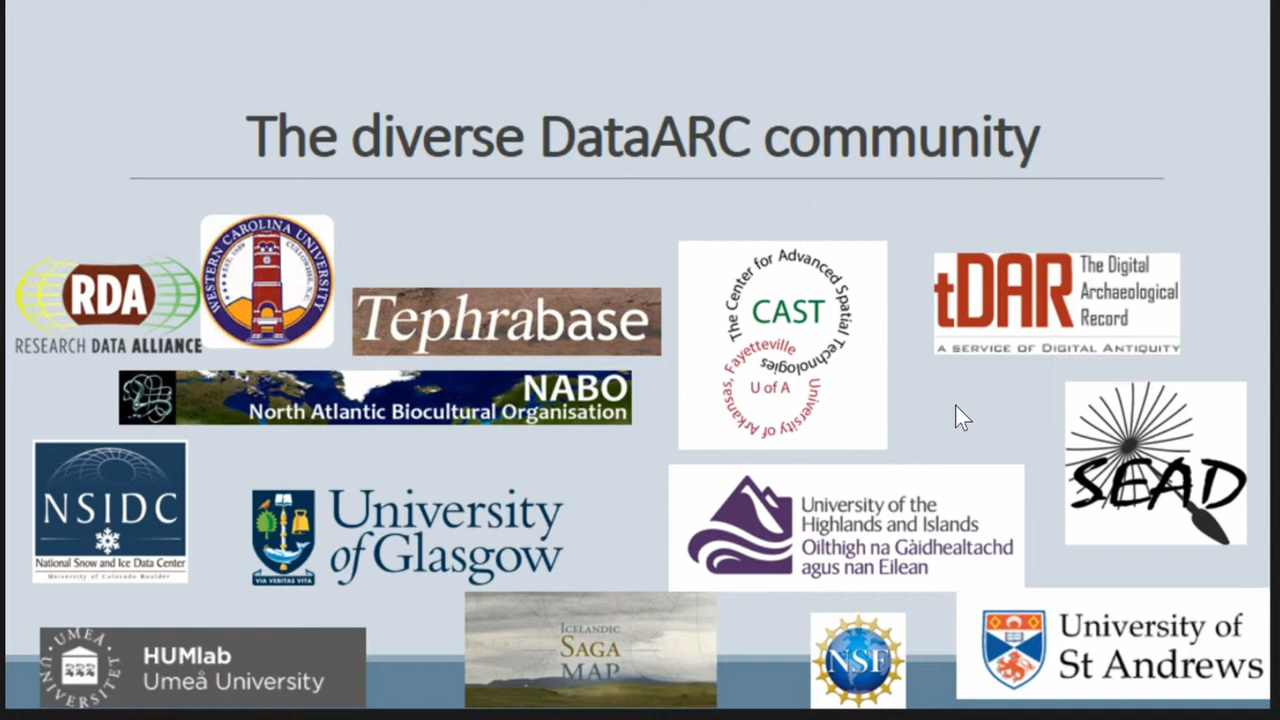 The diverse DataARC community
RDA
RESEARCH DATA ALLIANCE
WESTERN CAROLINA UNIVERSITY
Tephrabase
The Center for Advanced Spatial Technologies
CAST
U of A
University of Arkansas, Fayetteville
tDAR
The Digital
Archaeological
Record
A SERVICE OF DIGITAL ANTIQUITY
NABO
North Atlantic Biocultural Organisation
SEAD
NSIDC
National Snow and Ice Data Center
University of Colorado Boulder
University
of Glasgow
VIA VERITAS VITA
University of the
Highlands and Islands
Oilthigh na Gàidhealtachd
agus nan Eilean
UMEÅ UNIVERSITET
HUMlab
Umeå University
ICELANDIC
SAGA
MAP
NSF
University of
St Andrews